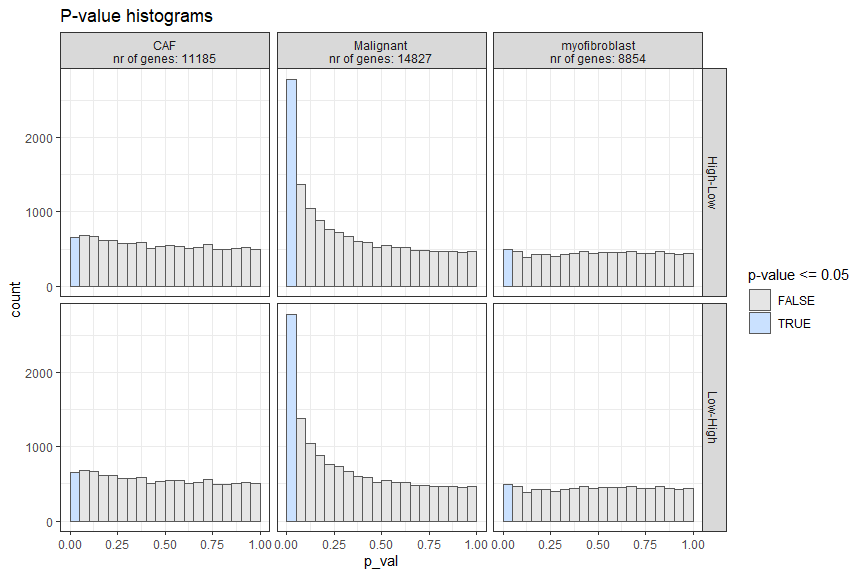 P-value histograms
CAF
nr of genes: 11185
Malignant
nr of genes: 14827
myofibroblast
nr of genes: 8854
2000
1000
0
High-Low
2000
1000
0
Low-High
count
0.00 0.25 0.50 0.75 1.00 0.00 0.25 0.50 0.75 1.00 0.00 0.25 0.50 0.75 1.00
p_val
p-value <= 0.05
FALSE
TRUE